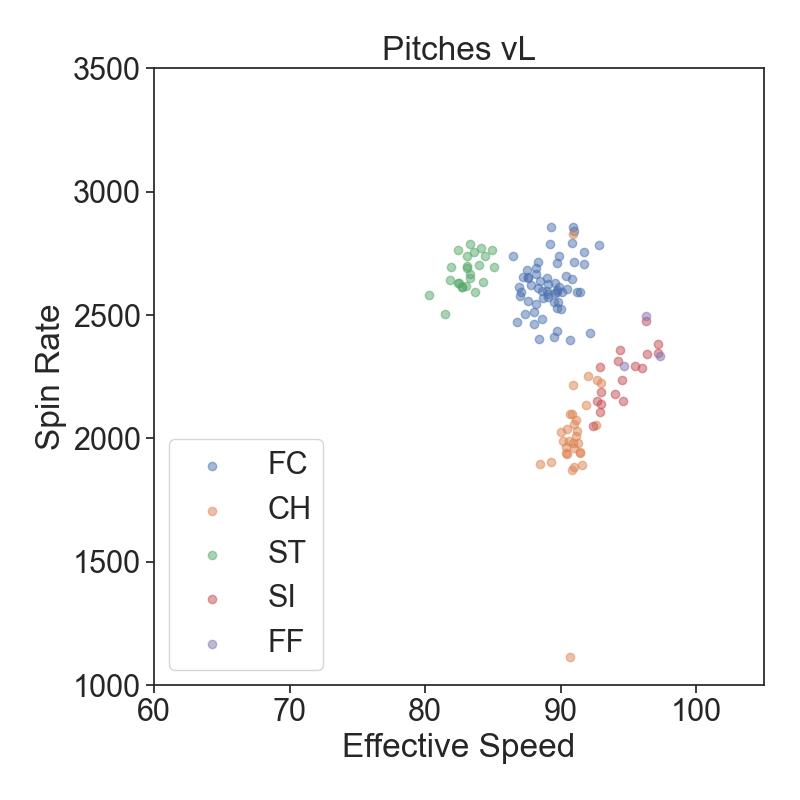 Pitches vL
3500
3000
2500
2000
1500
1000
Spin Rate
FC
CH
ST
SI
FF
60 70 80 90 100
Effective Speed